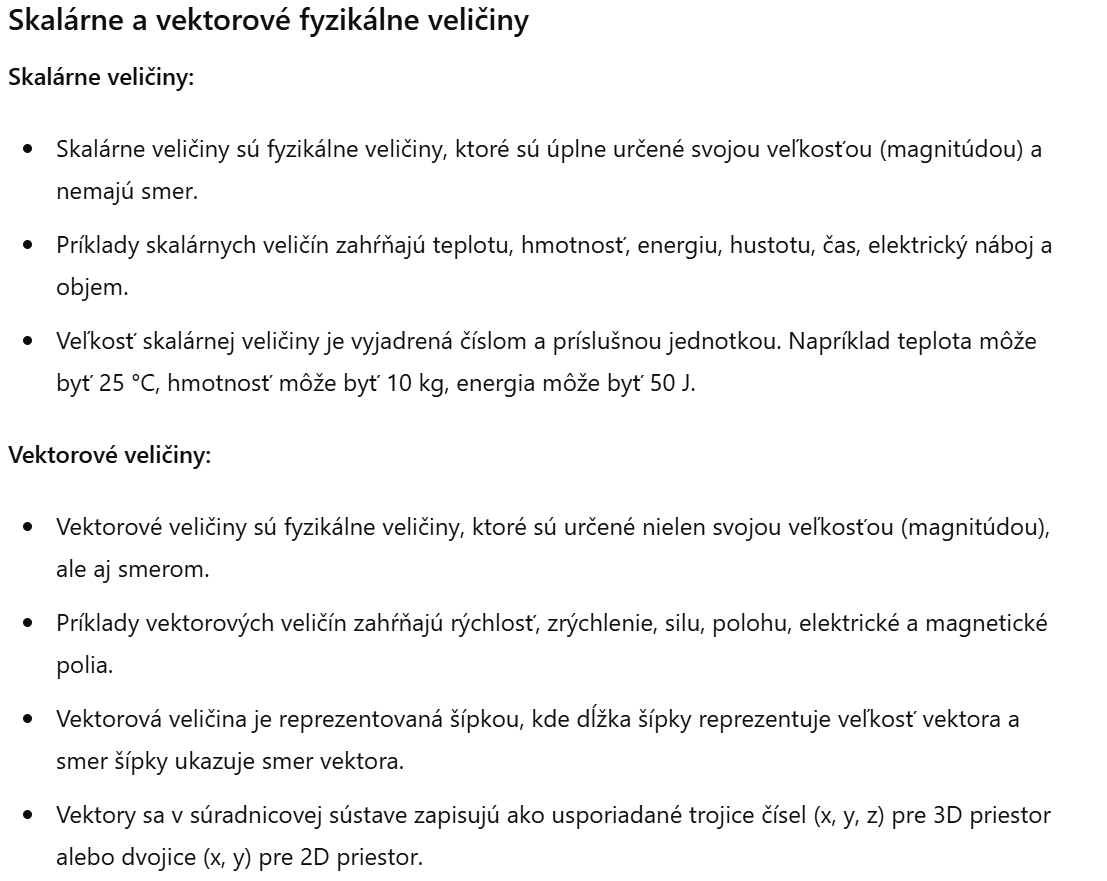 Skalárne a vektorové fyzikálne veličiny
Skalárne veličiny:
• Skalárne veličiny sú fyzikálne veličiny, ktoré sú úplne určené svojou veľkosťou (magnitúdou) a
nemajú smer.
• Príklady skalárnych veličín zahŕňajú teplotu, hmotnosť, energiu, hustotu, čas, elektrický náboj a
objem.
• Veľkosť skalárnej veličiny je vyjadrená číslom a príslušnou jednotkou. Napríklad teplota môže
byť 25 °C, hmotnosť môže byť 10 kg, energia môže byť 50 J.
Vektorové veličiny:
• Vektorové veličiny sú fyzikálne veličiny, ktoré sú určené nielen svojou veľkosťou (magnitúdou),
ale aj smerom.
• Príklady vektorových veličín zahŕňajú rýchlosť, zrýchlenie, silu, polohu, elektrické a magnetické
polia.
• Vektorová veličina je reprezentovaná šípkou, kde dĺžka šípky reprezentuje veľkosť vektora a
smer šípky ukazuje smer vektora.
• Vektory sa v súradnicovej sústave zapisujú ako usporiadané trojice čísel (x, y, z) pre 3D priestor
alebo dvojice (x, y) pre 2D priestor.